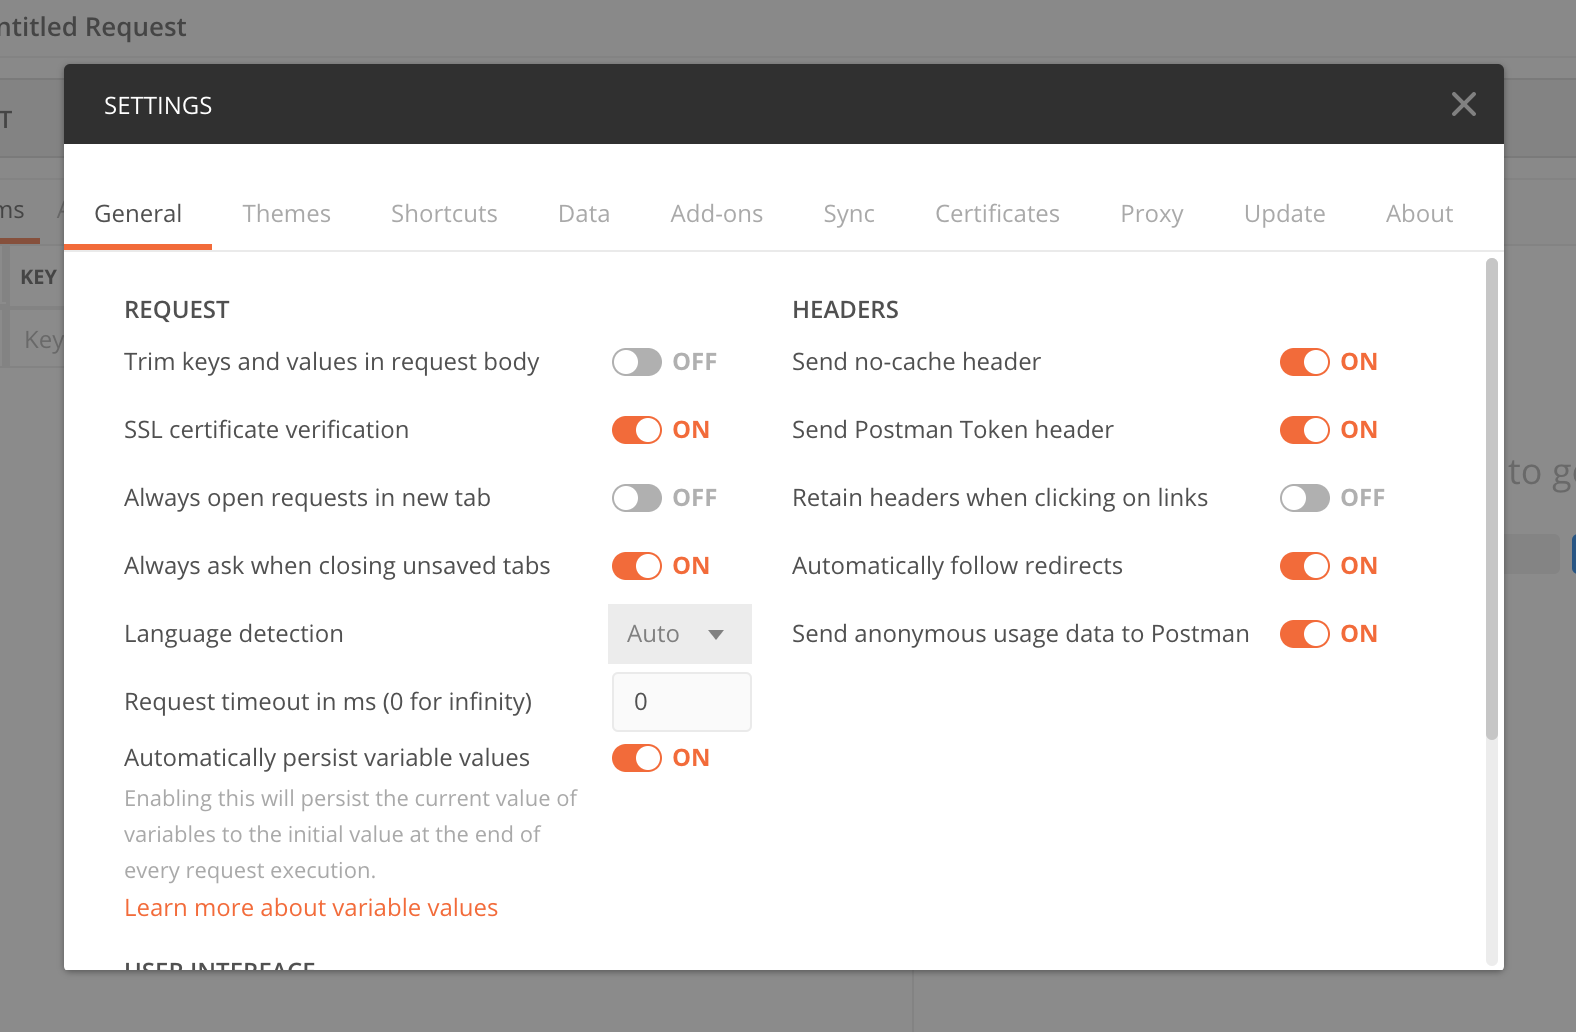 ntitled Request
SETTINGS
T
General Themes Shortcuts Data Add-ons Sync Certificates Proxy Update About
ms
KEY
Key
REQUEST
Trim keys and values in request body OFF
SSL certificate verification ON
Always open requests in new tab OFF
Always ask when closing unsaved tabs ON
Language detection Auto
Request timeout in ms (0 for infinity) 0
Automatically persist variable values ON
Enabling this will persist the current value of
variables to the initial value at the end of
every request execution.
Learn more about variable values
USER INTERFACE
HEADERS
Send no-cache header ON
Send Postman Token header ON
Retain headers when clicking on links OFF
Automatically follow redirects ON
Send anonymous usage data to Postman ON
to g